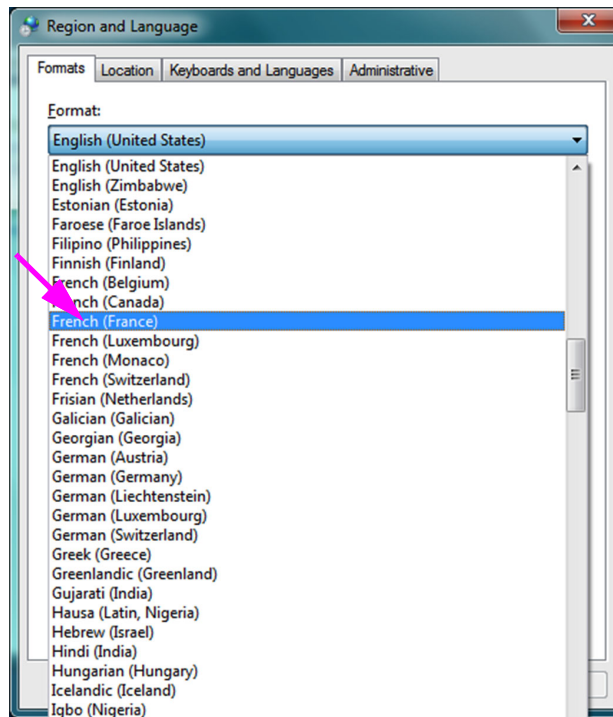 Region and Language
Formats Location Keyboards and Languages Administrative
Format:
English (United States)
English (United States)
English (Zimbabwe)
Estonian (Estonia)
Faroese (Faroe Islands)
Filipino (Philippines)
Finnish (Finland)
French (Belgium)
French (Canada)
French (France)
French (Luxembourg)
French (Monaco)
French (Switzerland)
Frisian (Netherlands)
Galician (Galician)
Georgian (Georgia)
German (Austria)
German (Germany)
German (Liechtenstein)
German (Luxembourg)
German (Switzerland)
Greek (Greece)
Greenlandic (Greenland)
Gujarati (India)
Hausa (Latin, Nigeria)
Hebrew (Israel)
Hindi (India)
Hungarian (Hungary)
Icelandic (Iceland)
Igbo (Nigeria)